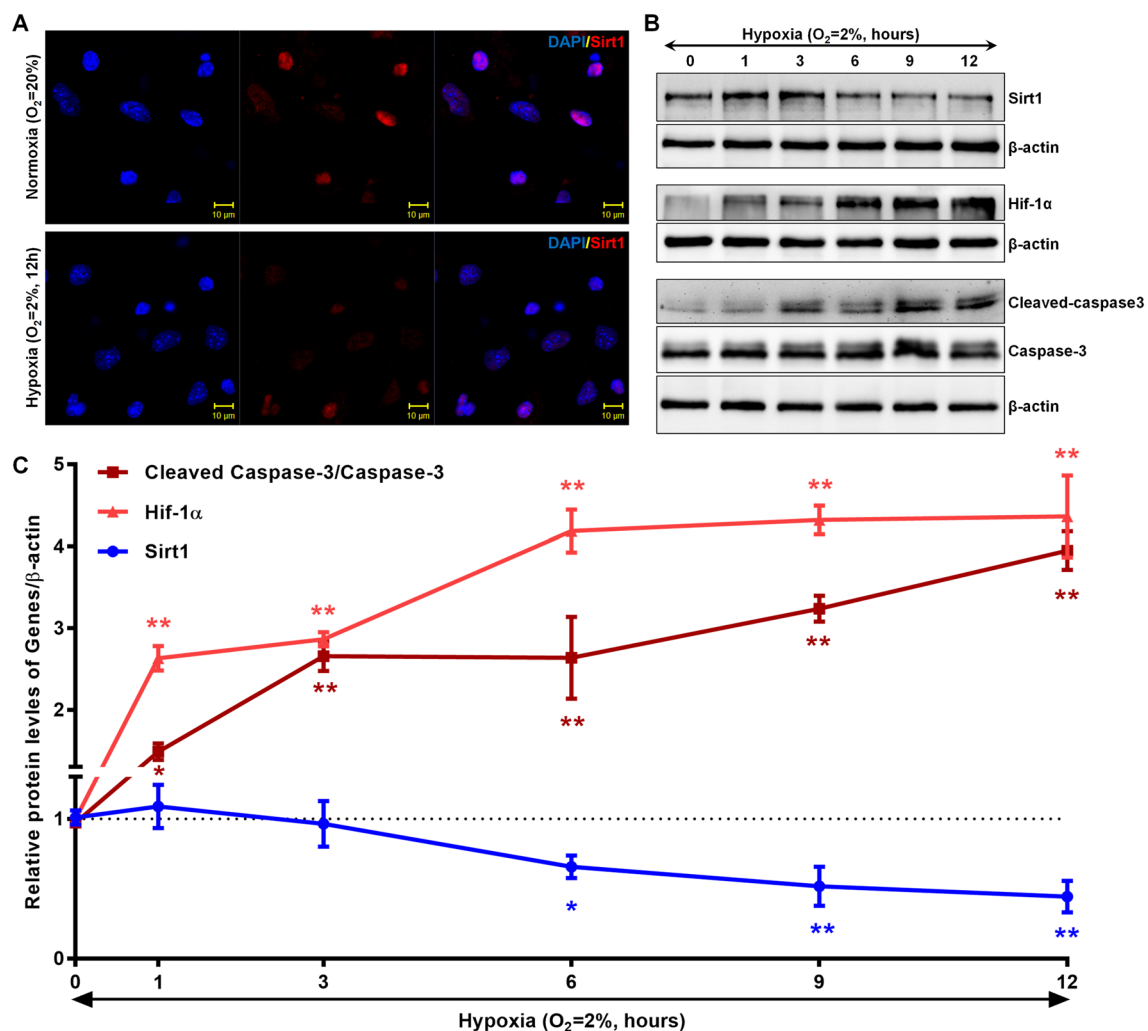 A
Normoxia (O₂=20%)
DAPI/Sirt1
10 µm
10 µm
10 µm
Hypoxia (O₂=2%, 12h)
DAPI/Sirt1
10 µm
10 µm
10 µm
B
Hypoxia (O₂=2%, hours)
0 1 3 6 9 12
Sirt1
β-actin
Hif-1α
β-actin
Cleaved-caspase3
Caspase-3
β-actin
C
Relative protein levles of Genes/β-actin
Cleaved Caspase-3/Caspase-3
Hif-1α
Sirt1
5
4
3
2
1
0
** ** ** ** **
* ** ** ** **
* ** **
0 1 3 6 9 12
Hypoxia (O₂=2%, hours)